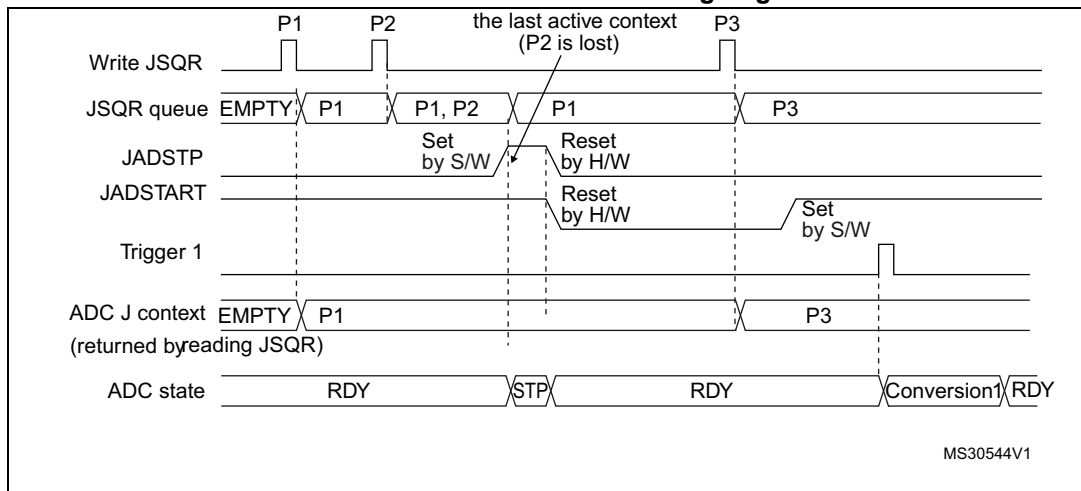 P1 P2 the last active context P3
(P2 is lost)
Write JSQR
JSQR queue EMPTY P1 P1, P2 P1 P3
Set Reset
JADSTP by S/W by H/W
JADSTART Reset
by H/W Set
by S/W
Trigger 1
ADC J context EMPTY P1 P3
(returned byreading JSQR)
ADC state RDY STP RDY Conversion1 RDY
MS30544V1